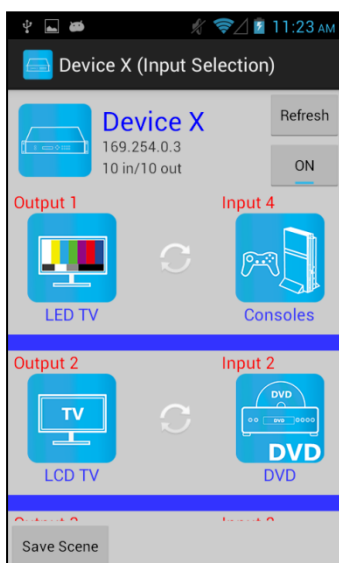 11:23 AM
Device X (Input Selection)
Device X
Refresh
169.254.0.3
10 in/10 out
ON
Output 1
Input 4
LED TV
Consoles
Output 2
Input 2
TV
DVD
DVD
DVD
LCD TV
DVD
Save Scene